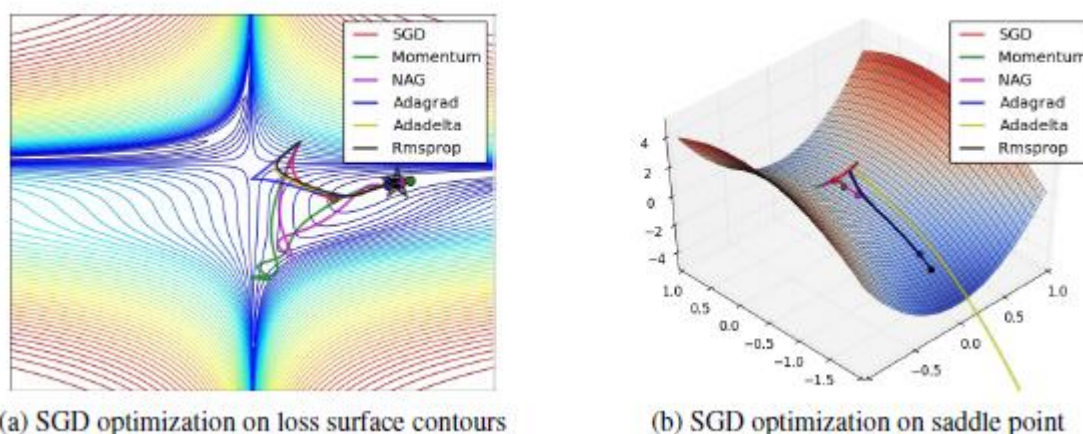 SGD
Momentum
NAG
Adagrad
Adadelta
Rmsprop
(a) SGD optimization on loss surface contours
SGD
Momentum
NAG
Adagrad
Adadelta
Rmsprop
4
2
0
−2
−4
1.0
0.5
0.0
−0.5
−1.0
−1.5
−0.5
0.0
0.5
1.0
(b) SGD optimization on saddle point